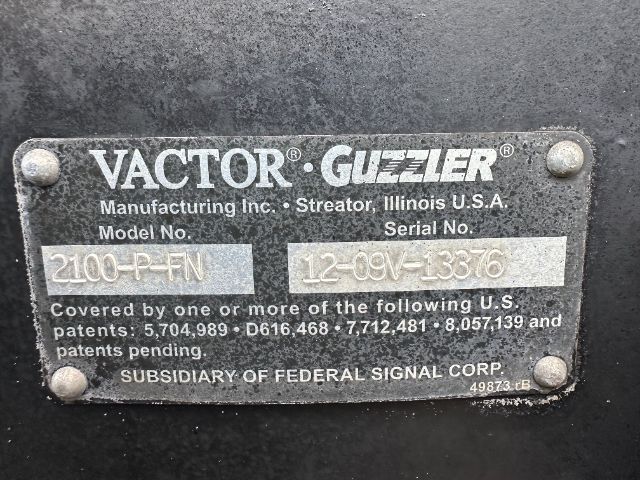 VACTOR® • GUZZLER®
Manufacturing Inc. • Streator, Illinois U.S.A.
Model No. Serial No.
2100-P-FN 12-09V-13376
Covered by one or more of the following U.S.
patents: 5,704,989 • D616,468 • 7,712,481 • 8,057,139 and
patents pending.
SUBSIDIARY OF FEDERAL SIGNAL CORP.
49873.rB